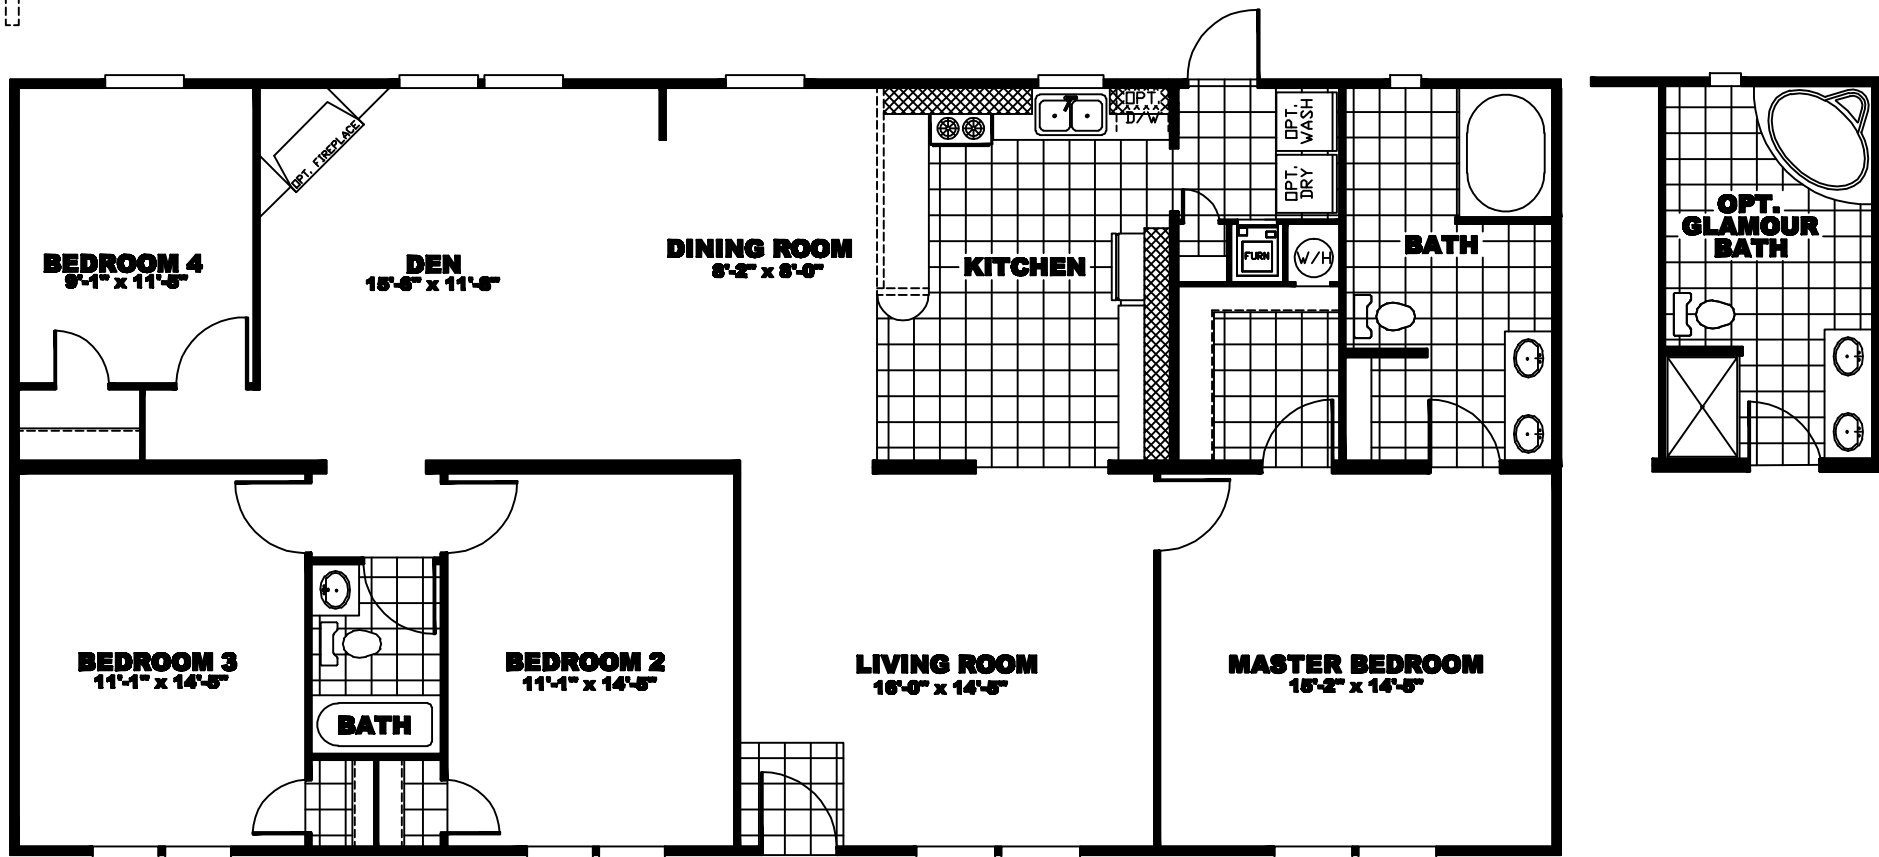 OPT.
D/W
OPT.
WASH
OPT. FIREPLACE
OPT.
DRY
OPT.
GLAMOUR
BATH
BEDROOM 4
9'-1" x 11'-5"
DEN
15'-6" x 11'-6"
DINING ROOM
8'-2" x 8'-0"
KITCHEN
FURN
W/H
BATH
BEDROOM 3
11'-1" x 14'-5"
BATH
BEDROOM 2
11'-1" x 14'-5"
LIVING ROOM
16'-0" x 14'-5"
MASTER BEDROOM
15'-2" x 14'-5"